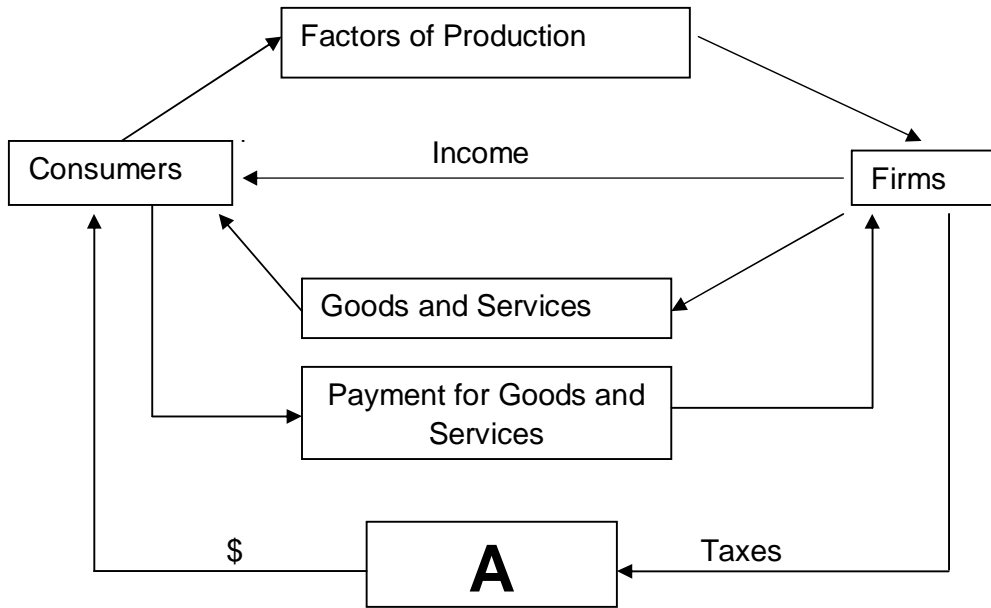 Factors of Production
Income
Consumers
Firms
Goods and Services
Payment for Goods and
Services
$
A
Taxes